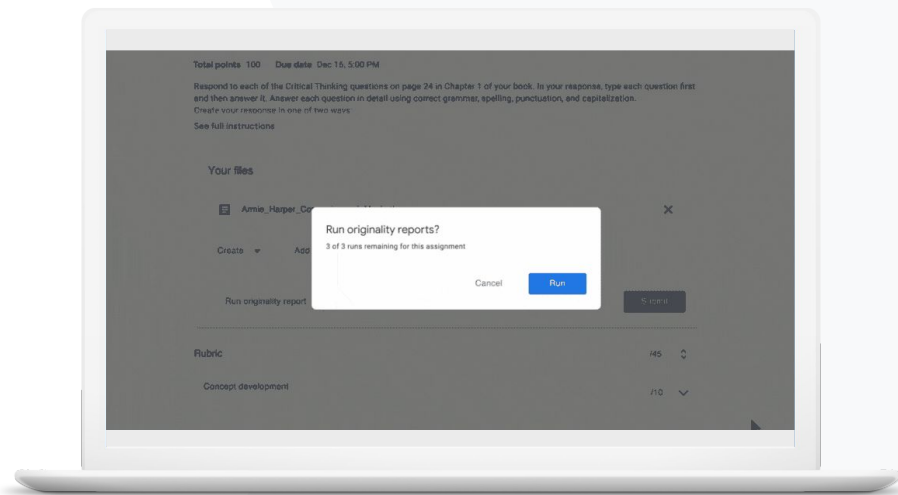 Total points 100 Due date Dec 16, 5:00 PM
Respond to each of the Critical Thinking questions on page 24 in Chapter 1 of your book. In your response, type each question first
and then answer it. Answer each question in detail using correct grammar, spelling, punctuation, and capitalization.
Create your response in one of two ways
See full instructions
Your files
Armie_Harper_Co
Run originality reports?
3 of 3 runs remaining for this assignment
Create Add
Cancel Run
Run originality report Submit
Rubric /45
Concept development /10